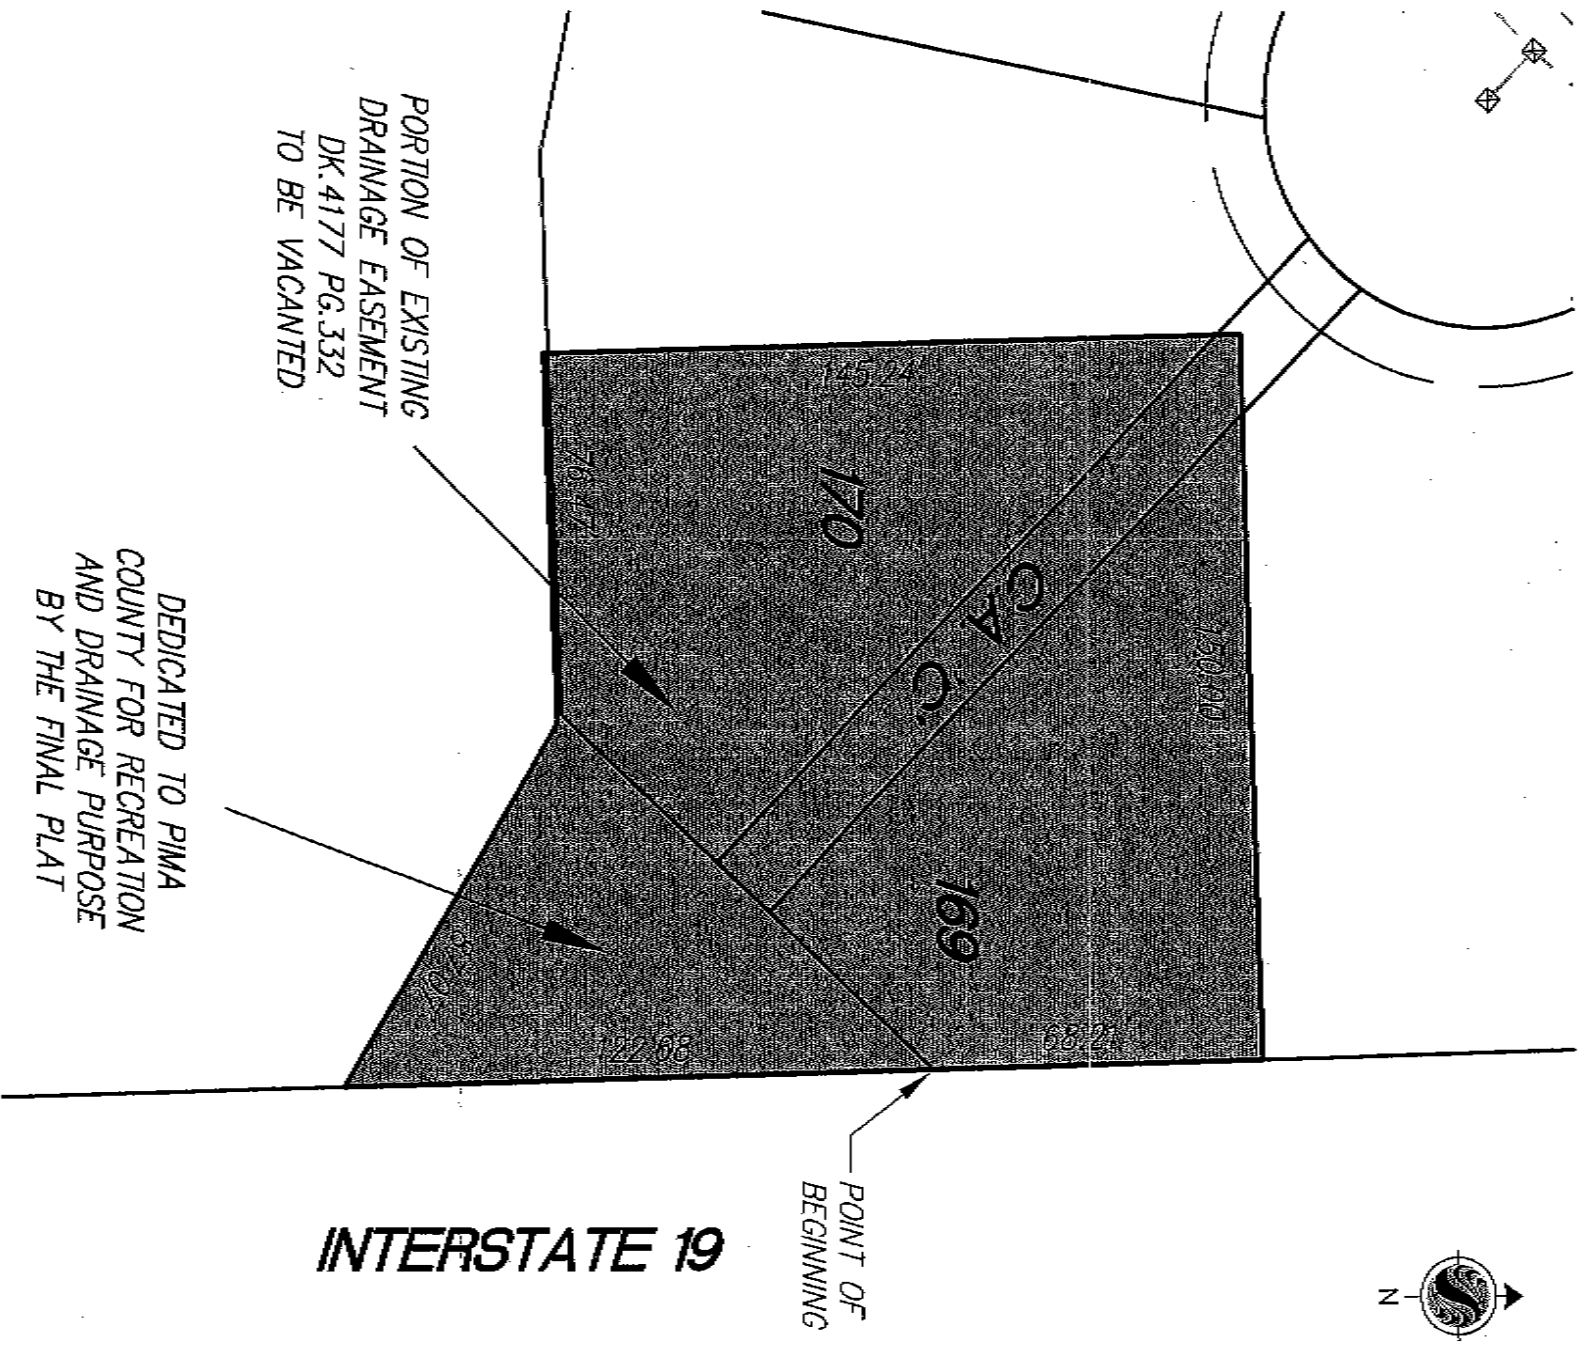 PORTION OF EXISTING
DRAINAGE EASEMENT
DK.4177 PG.332
TO BE VACANTED
DEDICATED TO PIMA
COUNTY FOR RECREATION
AND DRAINAGE PURPOSE
BY THE FINAL PLAT
145.24
76.47
170
C A
'C'
150.00
169
68.21
122.68
POINT OF
BEGINNING
INTERSTATE 19
N